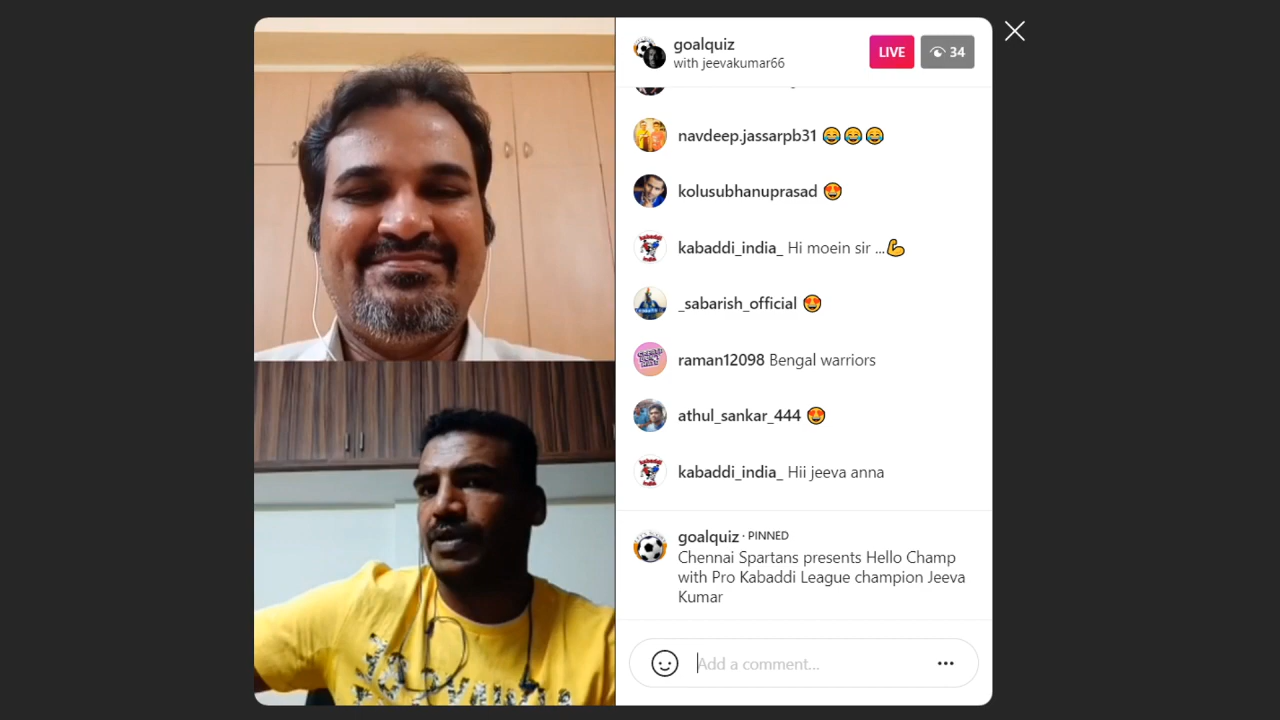 goalquiz
with jeevakumar66
LIVE
34
navdeep.jassarpb31 😂😂😂
kolusubhanuprasad 😍
kabaddi_india_ Hi moein sir ...💪
_sabarish_official 😍
raman12098 Bengal warriors
athul_sankar_444 😍
kabaddi_india_ Hii jeeva anna
goalquiz · PINNED
Chennai Spartans presents Hello Champ
with Pro Kabaddi League champion Jeeva
Kumar
Add a comment...